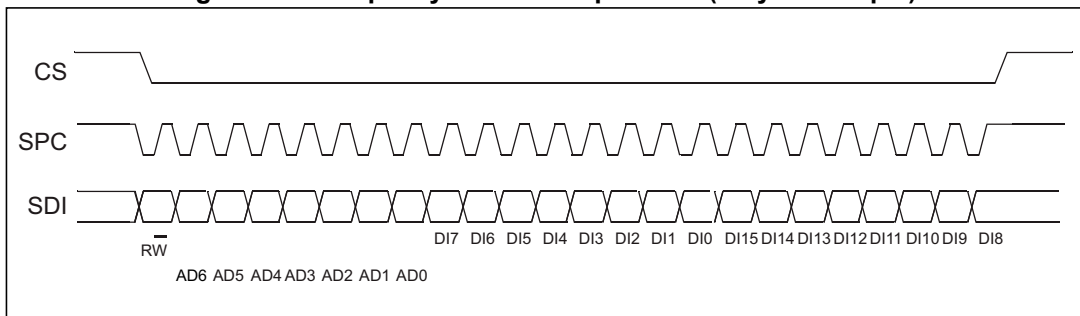 CS
SPC
SDI
RW
DI7 DI6 DI5 DI4 DI3 DI2 DI1 DI0 DI15 DI14 DI13 DI12 DI11 DI10 DI9 DI8
AD6 AD5 AD4 AD3 AD2 AD1 AD0